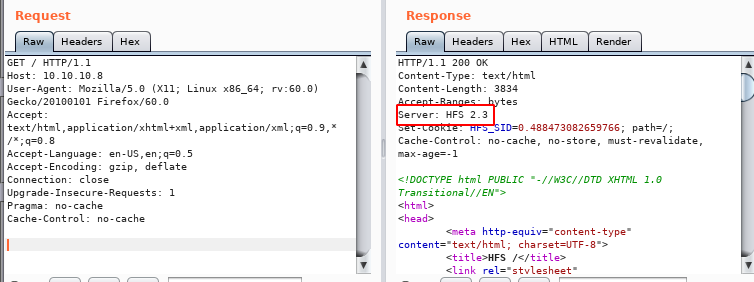 Request
Raw Headers Hex
GET / HTTP/1.1
Host: 10.10.10.8
User-Agent: Mozilla/5.0 (X11; Linux x86_64; rv:60.0)
Gecko/20100101 Firefox/60.0
Accept:
text/html,application/xhtml+xml,application/xml;q=0.9,*
/*;q=0.8
Accept-Language: en-US,en;q=0.5
Accept-Encoding: gzip, deflate
Connection: close
Upgrade-Insecure-Requests: 1
Pragma: no-cache
Cache-Control: no-cache
Response
Raw Headers Hex HTML Render
HTTP/1.1 200 OK
Content-Type: text/html
Content-Length: 3834
Accept-Ranges: bytes
Server: HFS 2.3
Set-Cookie: HFS_SID=0.488473082659766; path=/;
Cache-Control: no-cache, no-store, must-revalidate,
max-age=-1
<!DOCTYPE html PUBLIC "-//W3C//DTD XHTML 1.0
Transitional//EN">
<html>
<head>
<meta http-equiv="content-type"
content="text/html; charset=UTF-8">
<title>HFS /</title>
<link rel="stylesheet"